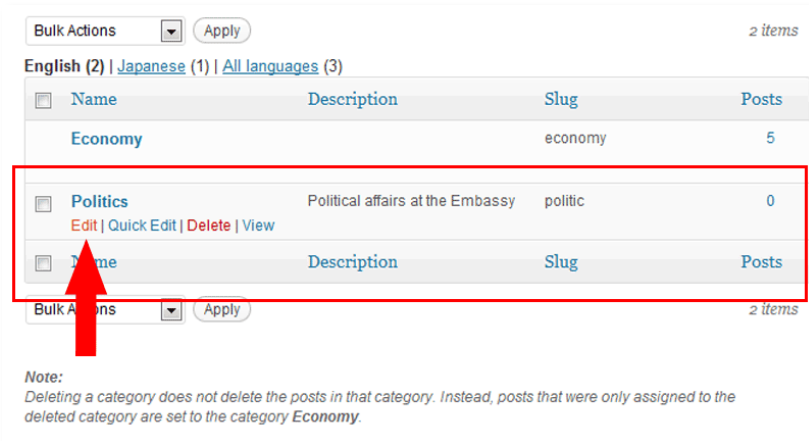 Bulk Actions Apply 2 items
English (2) | Japanese (1) | All languages (3)
Name Description Slug Posts
Economy economy 5
Politics Political affairs at the Embassy politic 0
Edit | Quick Edit | Delete | View
Name Description Slug Posts
Bulk Actions Apply 2 items
Note:
Deleting a category does not delete the posts in that category. Instead, posts that were only assigned to the
deleted category are set to the category Economy.